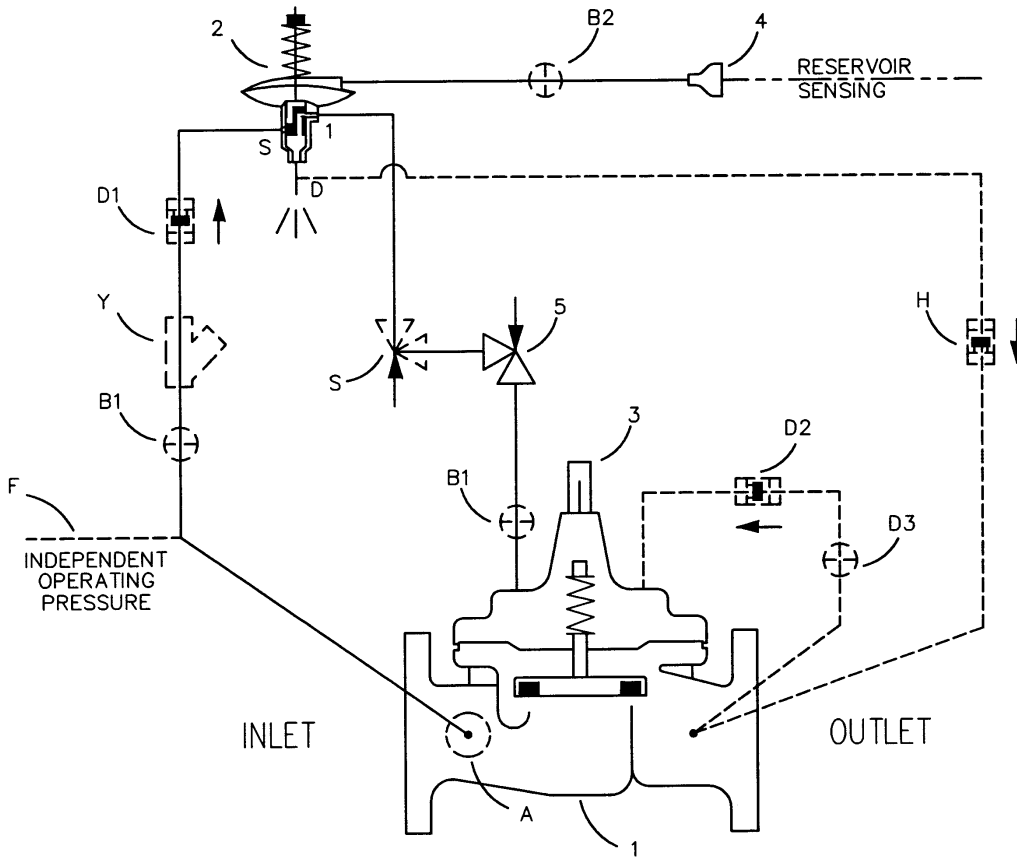 2
B2
4
RESERVOIR
SENSING
S
1
D
D1
Y
S
5
H
B1
3
D2
B1
D3
F
INDEPENDENT
OPERATING
PRESSURE
INLET
OUTLET
A
1